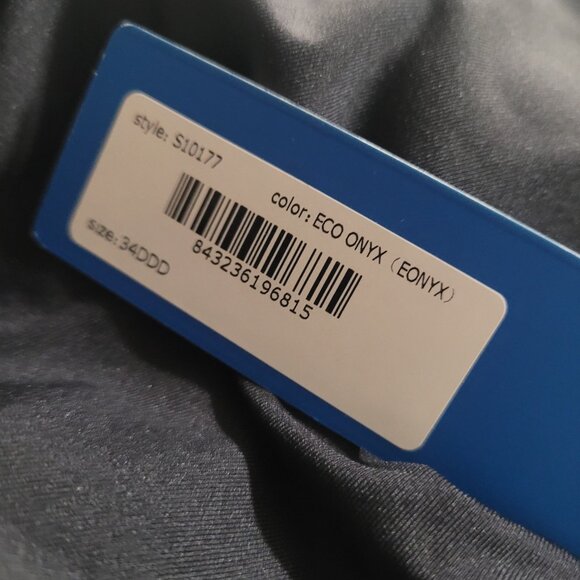 style: S10177
color: ECO ONYX (EONYX)
843236196815
size: 34DDD